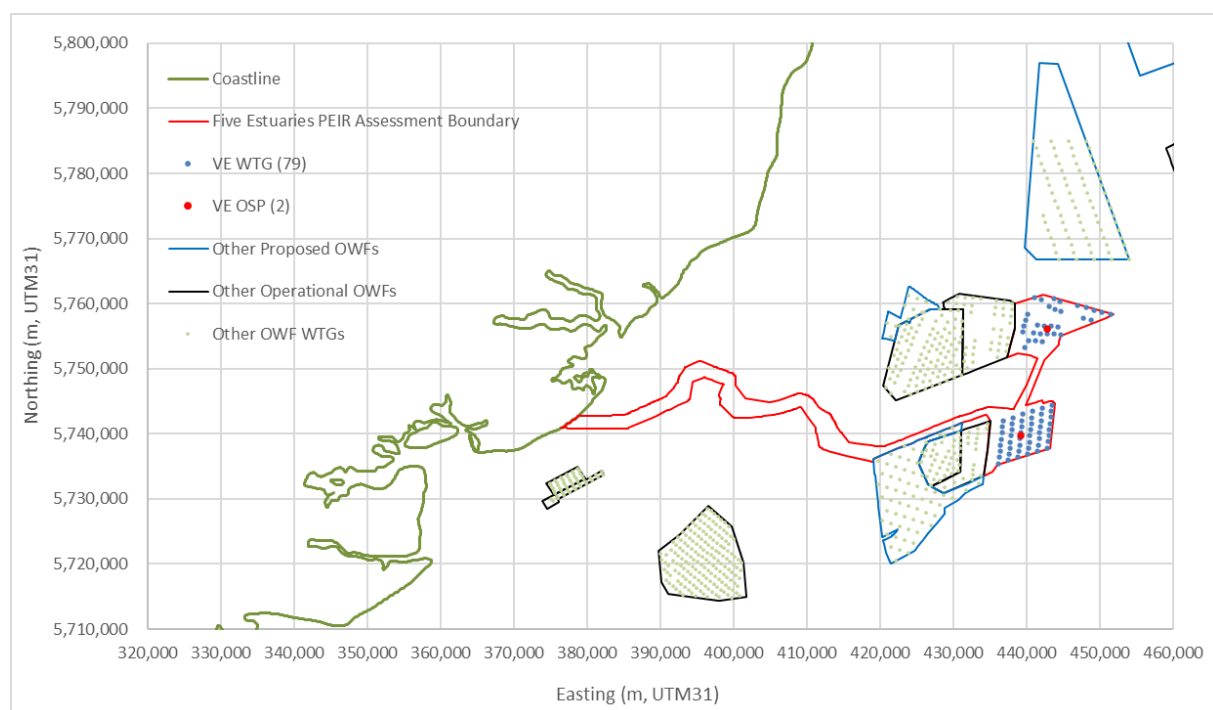 5,800,000
5,790,000
5,780,000
5,770,000
5,760,000
5,750,000
5,740,000
5,730,000
5,720,000
5,710,000
Northing (m, UTM31)
Coastline
Five Estuaries PEIR Assessment Boundary
VE WTG (79)
VE OSP (2)
Other Proposed OWFs
Other Operational OWFs
Other OWF WTGs
320,000 330,000 340,000 350,000 360,000 370,000 380,000 390,000 400,000 410,000 420,000 430,000 440,000 450,000 460,000
Easting (m, UTM31)